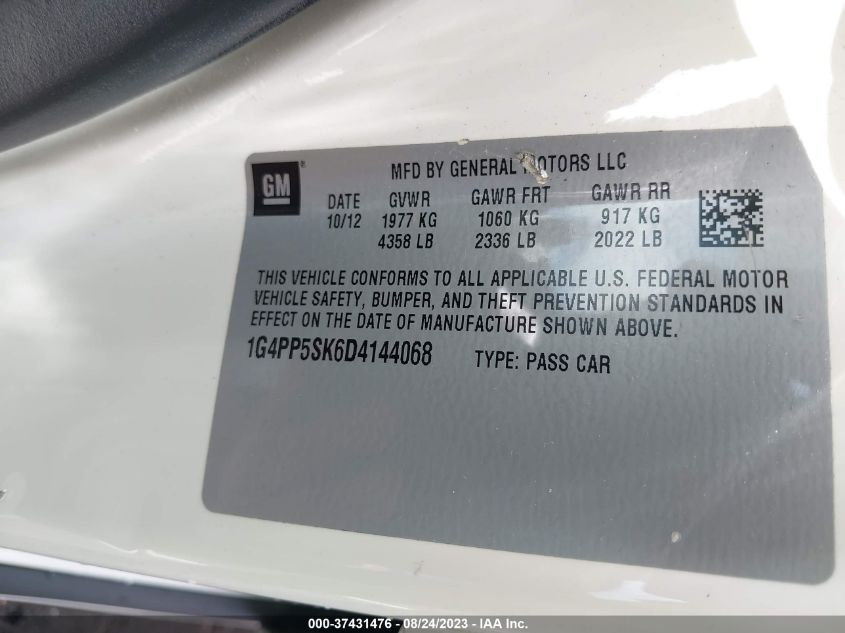 GM ®
MFD BY GENERAL MOTORS LLC
DATE GVWR GAWR FRT GAWR RR
10/12 1977 KG 1060 KG 917 KG
4358 LB 2336 LB 2022 LB
THIS VEHICLE CONFORMS TO ALL APPLICABLE U.S. FEDERAL MOTOR
VEHICLE SAFETY, BUMPER, AND THEFT PREVENTION STANDARDS IN
EFFECT ON THE DATE OF MANUFACTURE SHOWN ABOVE.
1G4PP5SK6D4144068 TYPE: PASS CAR
000-37431476 - 08/24/2023 - IAA Inc.